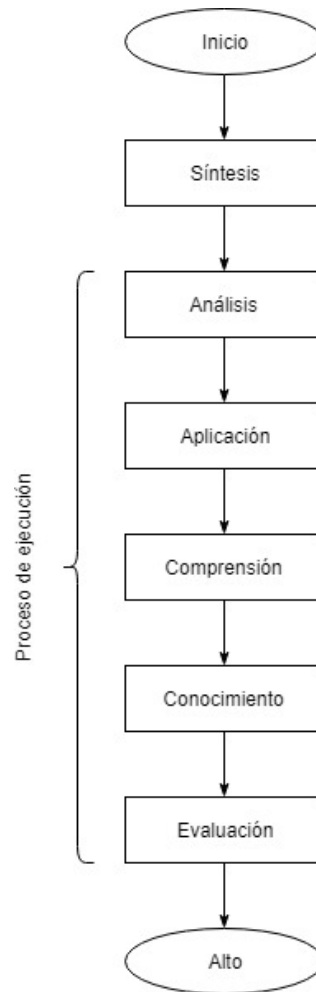 Inicio
Síntesis
Análisis
Aplicación
Proceso de ejecución
Comprensión
Conocimiento
Evaluación
Alto